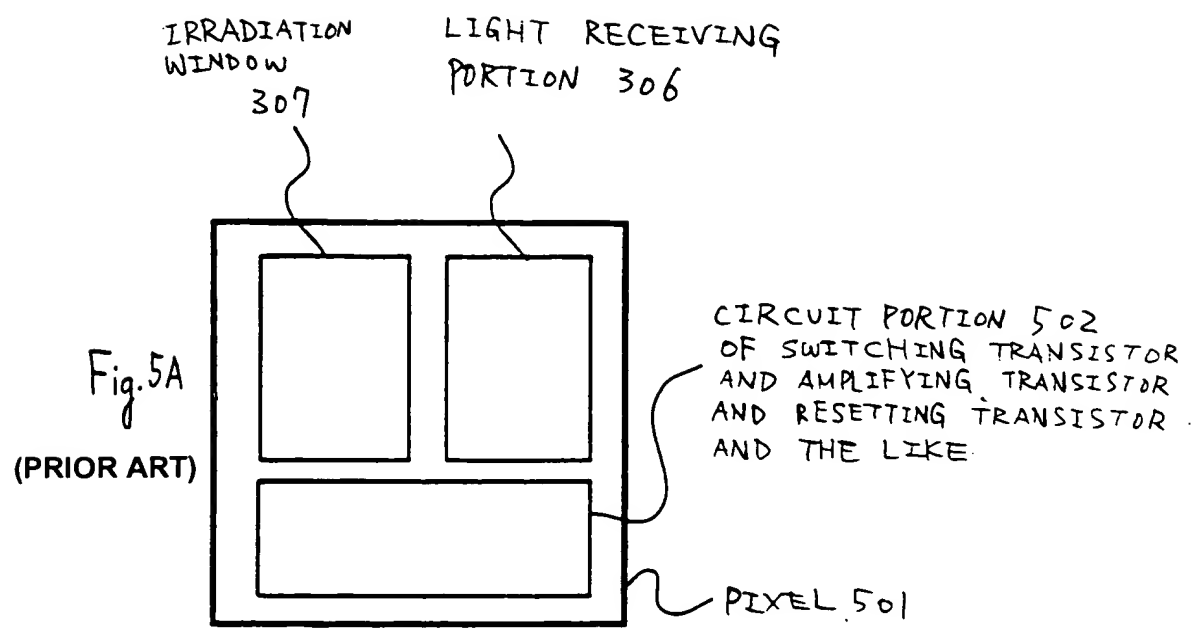 IRRADIATION
WINDOW
307
LIGHT RECEIVING
PORTION 306
Fig.5A
(PRIOR ART)
CIRCUIT PORTION 502
OF SWITCHING TRANSISTOR
AND AMPLIFYING TRANSISTOR
AND RESETTING TRANSISTOR
AND THE LIKE
PIXEL 501